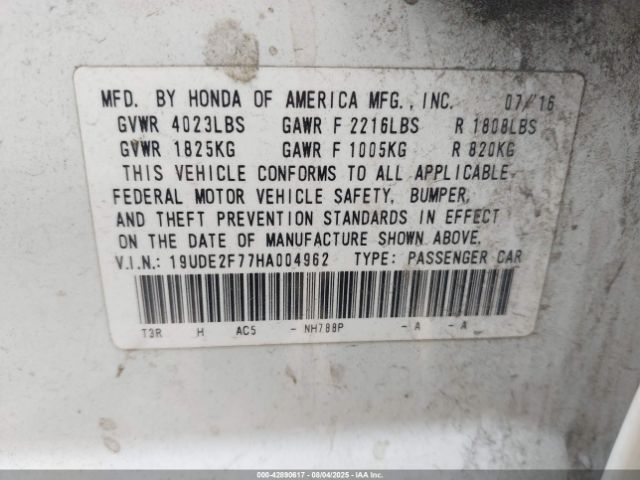 MFD. BY HONDA OF AMERICA MFG., INC. 07/16
GVWR 4023LBS GAWR F 2216LBS R 1808LBS
GVWR 1825KG GAWR F 1005KG R 820KG
THIS VEHICLE CONFORMS TO ALL APPLICABLE
FEDERAL MOTOR VEHICLE SAFETY, BUMPER,
AND THEFT PREVENTION STANDARDS IN EFFECT
ON THE DATE OF MANUFACTURE SHOWN ABOVE.
V.I.N.: 19UDE2F77HA004962 TYPE: PASSENGER CAR
T3R H AC5 - NH788P - A - A
000-42890617 - 08/04/2025 - IAA Inc.